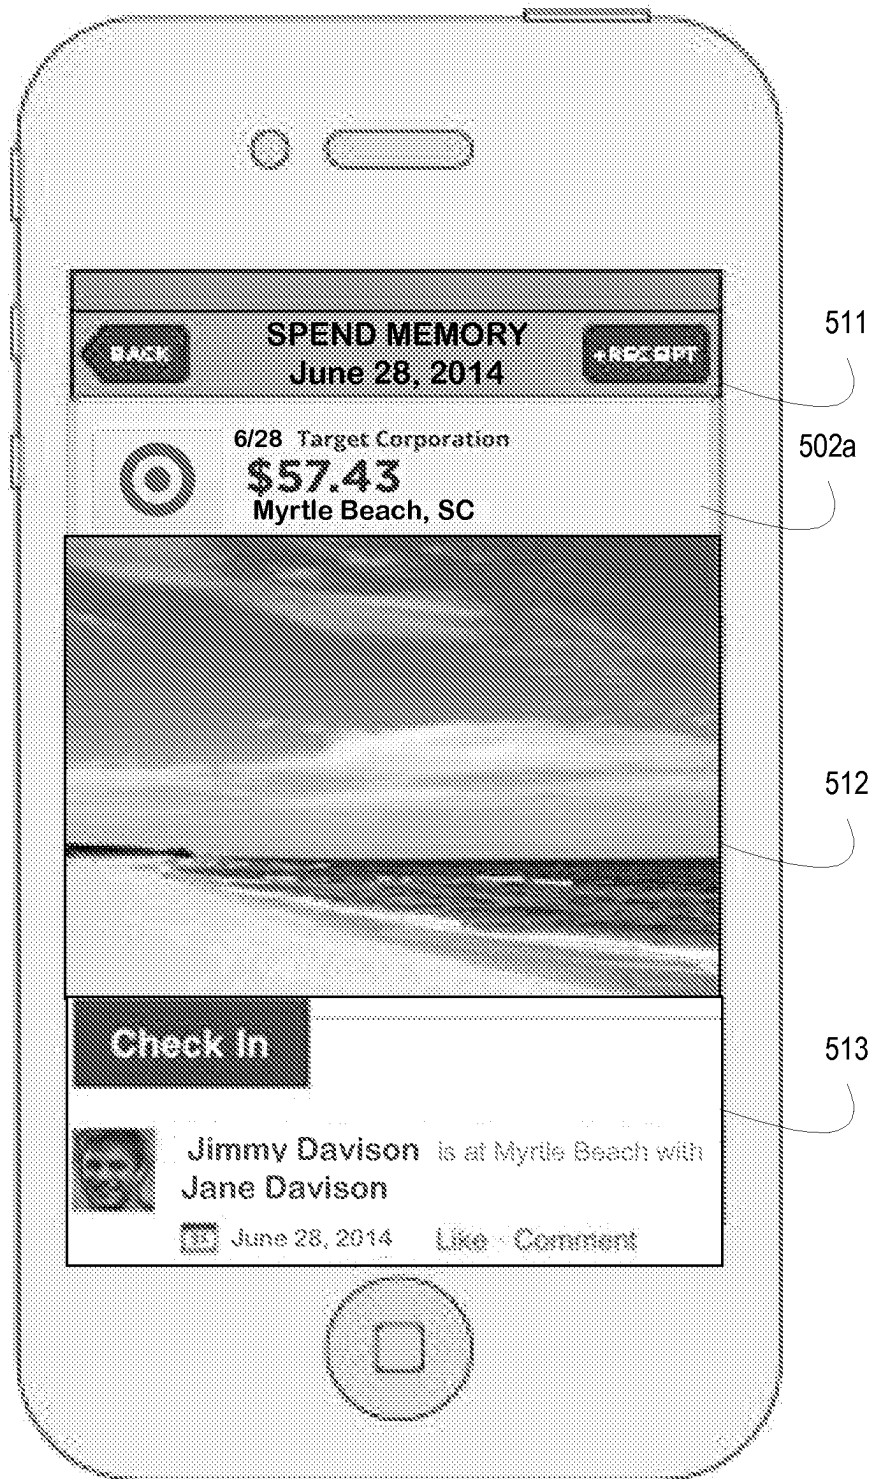 SPEND MEMORY
BACK
+RECEIPT
June 28, 2014
511
6/28 Target Corporation
502a
$57.43
Myrtle Beach, SC
512
Check In
513
Jimmy Davison is at Myrtle Beach with
Jane Davison
June 28, 2014 Like · Comment